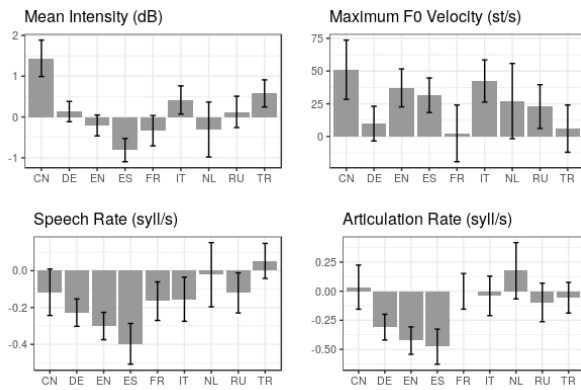 Mean Intensity (dB)
2
1
0
-1
CN DE EN ES FR IT NL RU TR
Maximum F0 Velocity (st/s)
75
50
25
0
CN DE EN ES FR IT NL RU TR
Speech Rate (syll/s)
0.0
-0.2
-0.4
CN DE EN ES FR IT NL RU TR
Articulation Rate (syll/s)
0.25
0.00
-0.25
-0.50
CN DE EN ES FR IT NL RU TR